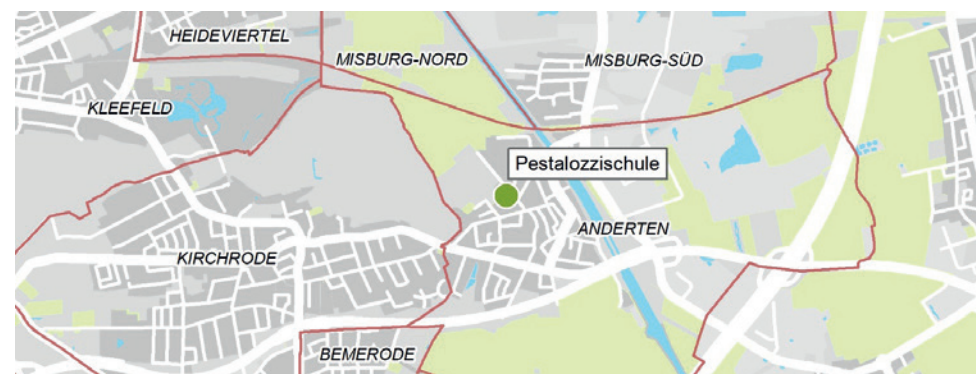 HEIDEVIERTEL
MISBURG-NORD
MISBURG-SÜD
KLEEFELD
Pestalozzischule
ANDERTEN
KIRCHRODE
BEMERODE